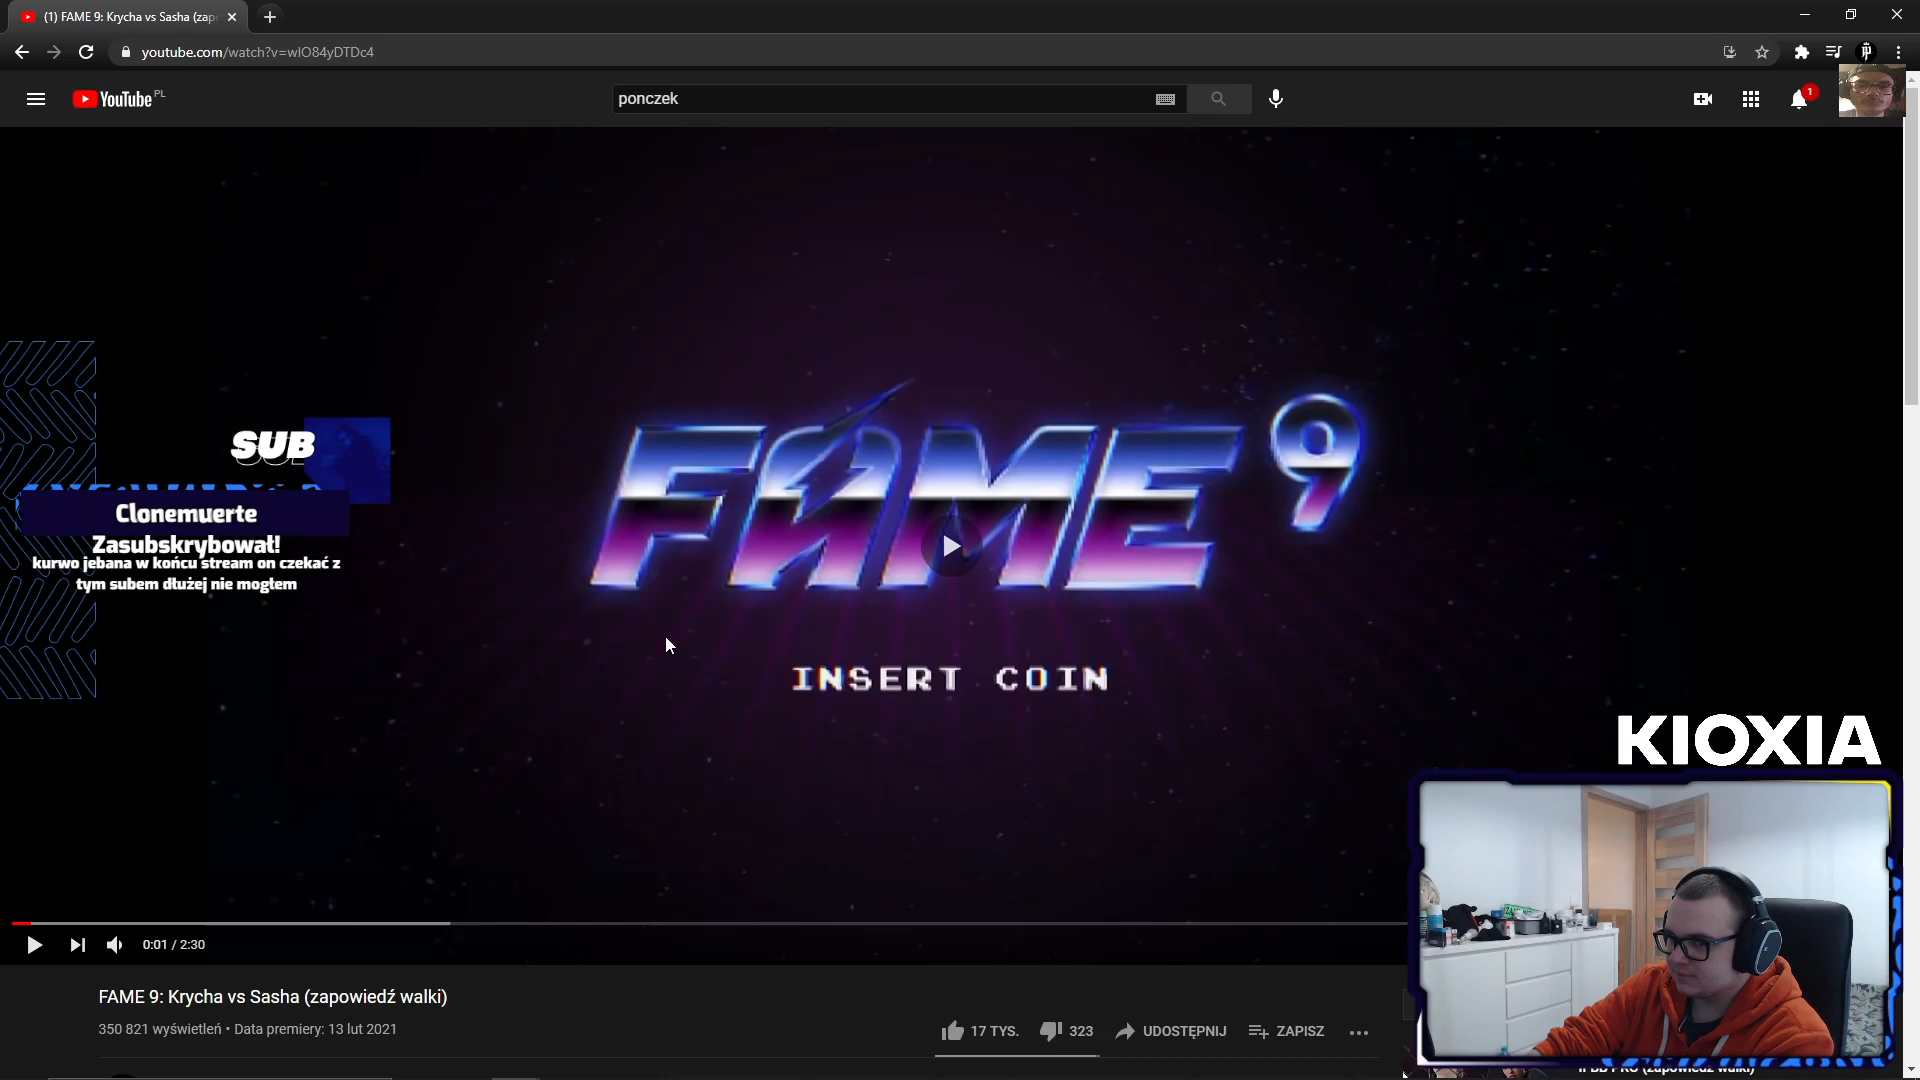 (1) FAME 9: Krycha vs Sasha (zap
youtube.com/watch?v=wlO84yDTDc4
YouTube PL
ponczek
1
FAME 9
INSERT COIN
SUB
Clonemuerte
Zasubskrybował!
kurwo jebana w końcu stream on czekać z
tym subem dłużej nie mogłem
KIOXIA
0:01 / 2:30
FAME 9: Krycha vs Sasha (zapowiedź walki)
350 821 wyświetleń • Data premiery: 13 lut 2021
17 TYS.
323
UDOSTĘPNIJ
ZAPISZ
(zapowiedź walki)